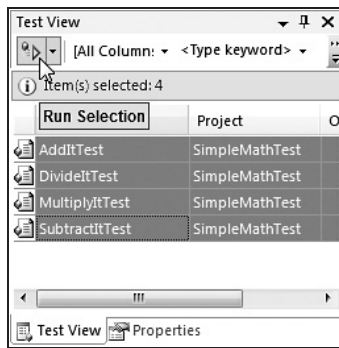 Test View
[All Column: <Type keyword>
Item(s) selected: 4
Run Selection Project
AddItTest SimpleMathTest
DivideItTest SimpleMathTest
MultiplyItTest SimpleMathTest
SubtractItTest SimpleMathTest
Test View Properties